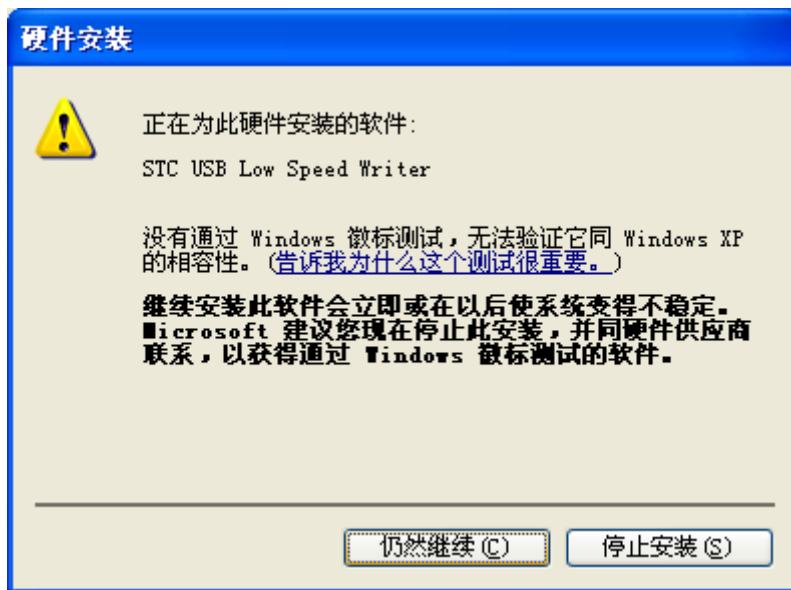 硬件安装
正在为此硬件安装的软件:
STC USB Low Speed Writer
没有通过 Windows 徽标测试，无法验证它同 Windows XP
的相容性。(告诉我为什么这个测试很重要。)
继续安装此软件会立即或在以后使系统变得不稳定。
Microsoft 建议您现在停止此安装，并同硬件供应商
联系，以获得通过 Windows 徽标测试的软件。
仍然继续(C)
停止安装(S)